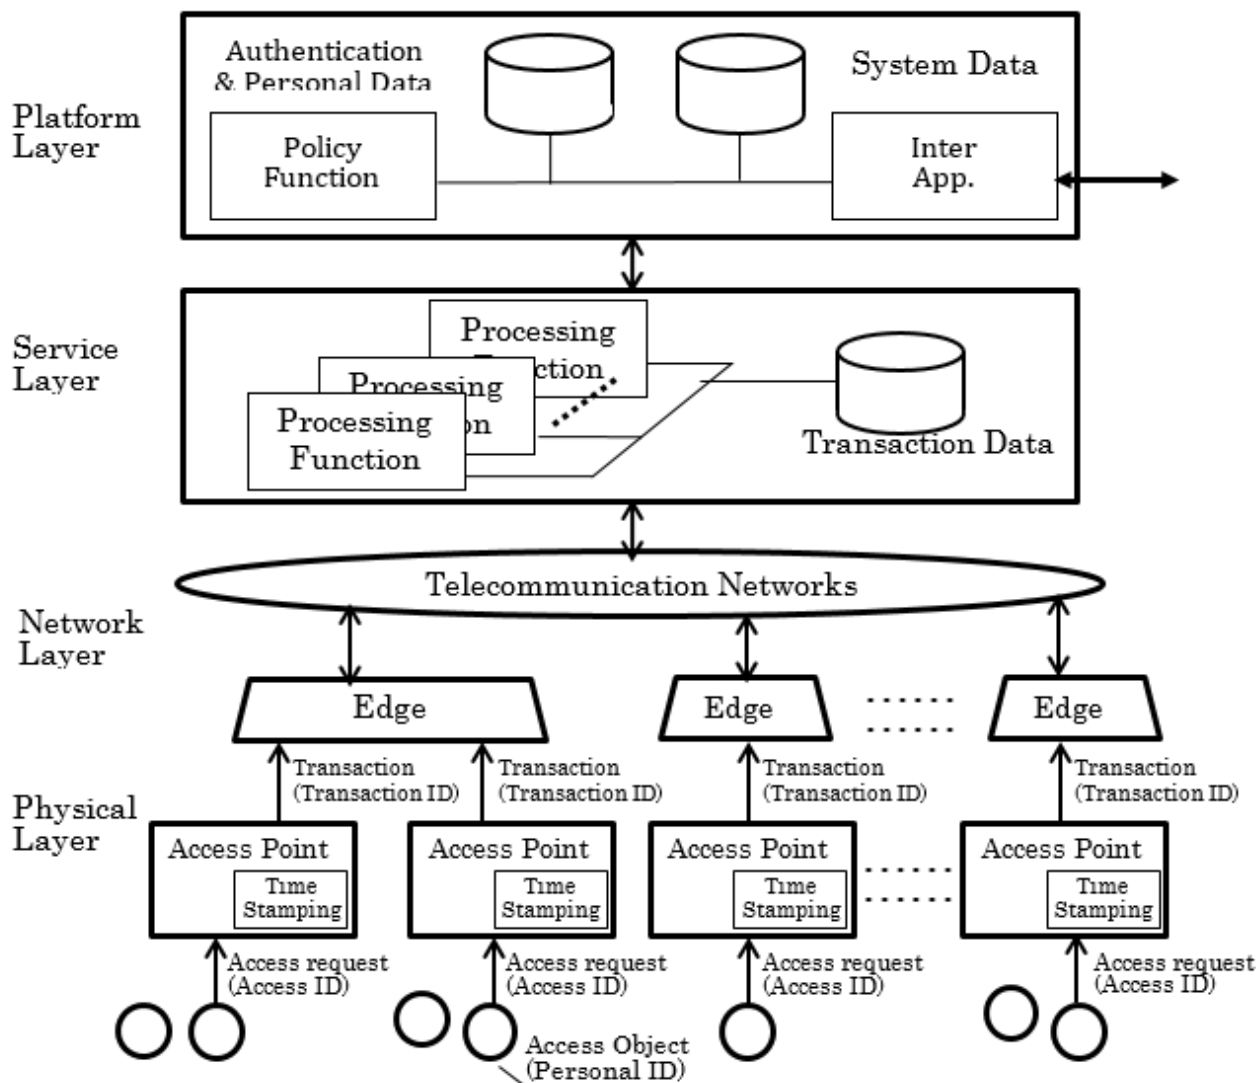 Authentication
& Personal Data
System Data
Platform
Layer
Policy
Function
Inter
App.
Service
Layer
Processing
Function
Processing
Function
Processing
Function
Transaction Data
Telecommunication Networks
Network
Layer
Edge
Edge
Edge
Transaction
(Transaction ID)
Transaction
(Transaction ID)
Transaction
(Transaction ID)
Transaction
(Transaction ID)
Physical
Layer
Access Point
Time
Stamping
Access Point
Time
Stamping
Access Point
Time
Stamping
Access Point
Time
Stamping
Access request
(Access ID)
Access request
(Access ID)
Access request
(Access ID)
Access request
(Access ID)
Access Object
(Personal ID)